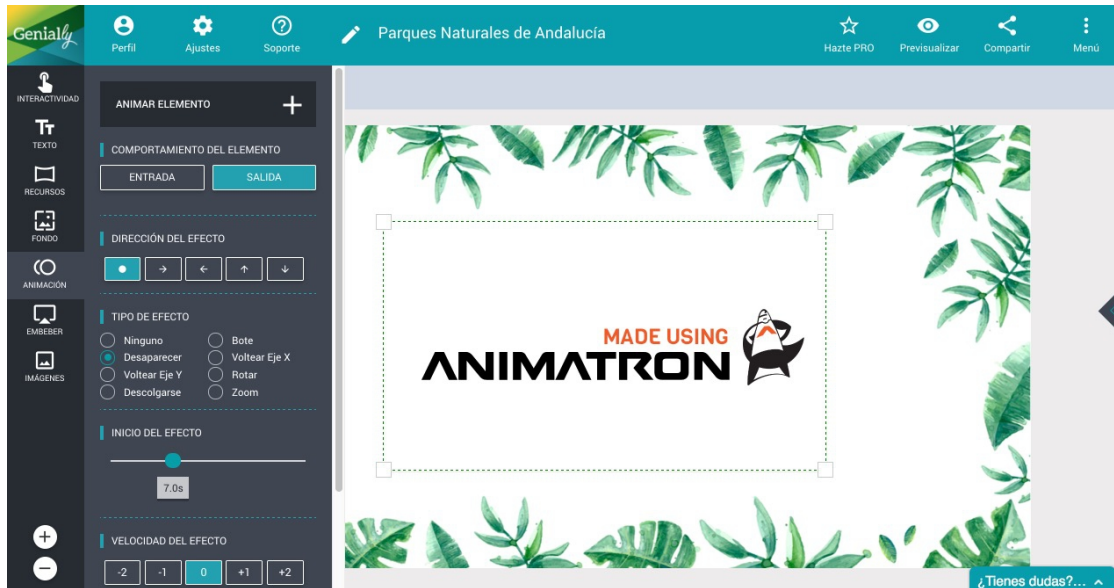 Genially
Perfil
Ajustes
Soporte
Parques Naturales de Andalucía
Hazte PRO
Previsualizar
Compartir
Menú
INTERACTIVIDAD
Tт
TEXTO
RECURSOS
FONDO
ANIMACIÓN
EMBEBER
IMÁGENES
ANIMAR ELEMENTO
COMPORTAMIENTO DEL ELEMENTO
ENTRADA SALIDA
DIRECCIÓN DEL EFECTO
TIPO DE EFECTO
Ninguno Bote
Desaparecer Voltear Eje X
Voltear Eje Y Rotar
Descolgarse Zoom
INICIO DEL EFECTO
7.0s
VELOCIDAD DEL EFECTO
-2 -1 0 +1 +2
MADE USING
ANIMATRON
¿Tienes dudas?...